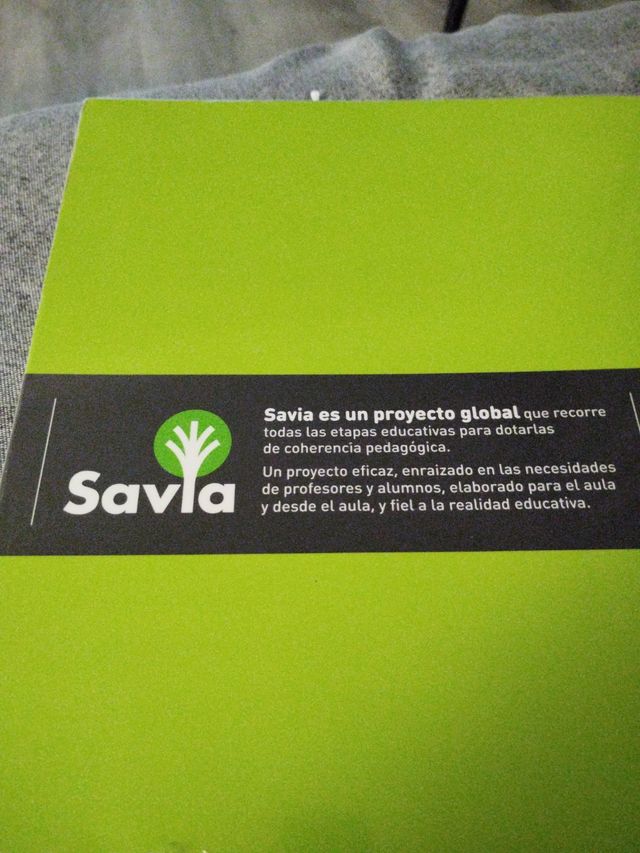 Savia
Savia es un proyecto global que recorre
todas las etapas educativas para dotarlas
de coherencia pedagógica.
Un proyecto eficaz, enraizado en las necesidades
de profesores y alumnos, elaborado para el aula
y desde el aula, y fiel a la realidad educativa.